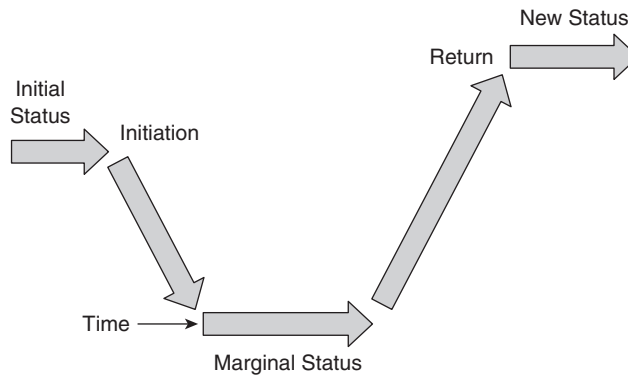 New Status
Return
Initial
Status
Initiation
Time
Marginal Status